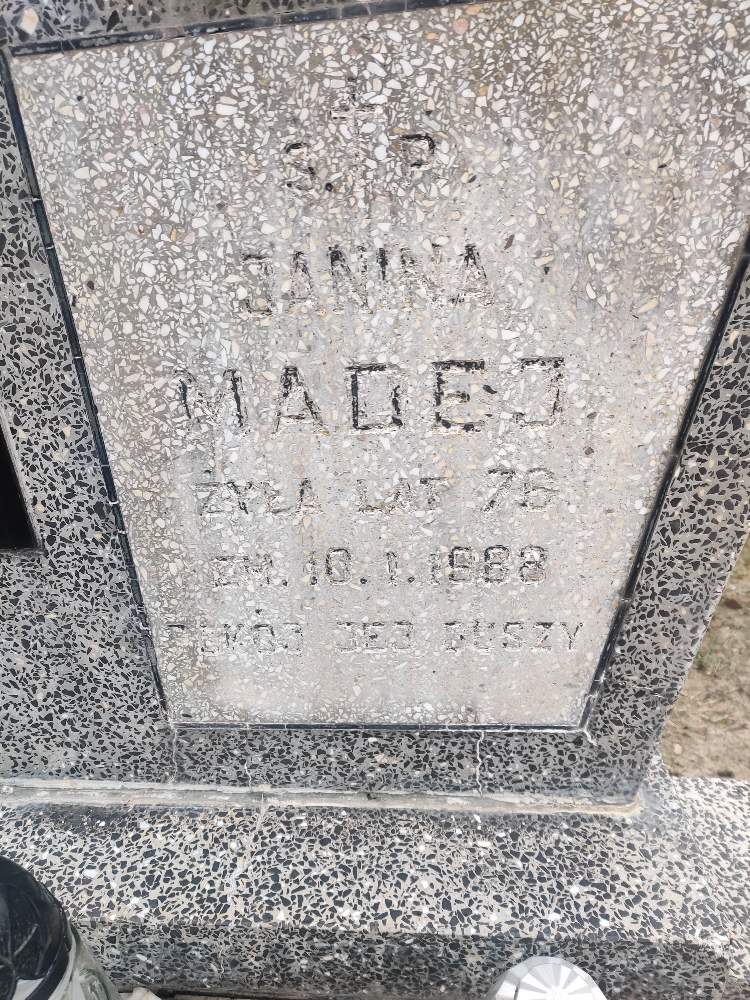 Ś. P.
JANINA
MADEJ
ŻYŁA LAT 76
ZM. 10.1.1988
POKÓJ JEJ DUSZY